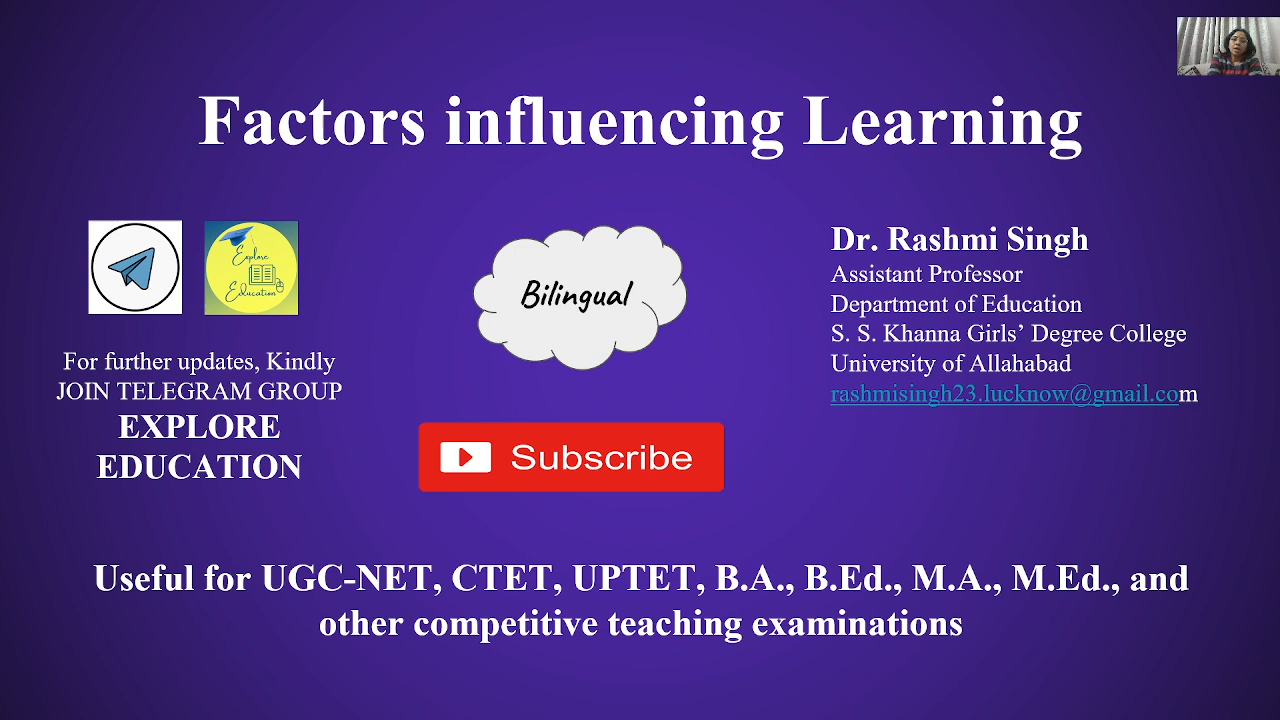 Factors influencing Learning
Explore
Education
For further updates, Kindly
JOIN TELEGRAM GROUP
EXPLORE
EDUCATION
Bilingual
Subscribe
Dr. Rashmi Singh
Assistant Professor
Department of Education
S. S. Khanna Girls’ Degree College
University of Allahabad
rashmisingh23.lucknow@gmail.com
Useful for UGC-NET, CTET, UPTET, B.A., B.Ed., M.A., M.Ed., and
other competitive teaching examinations